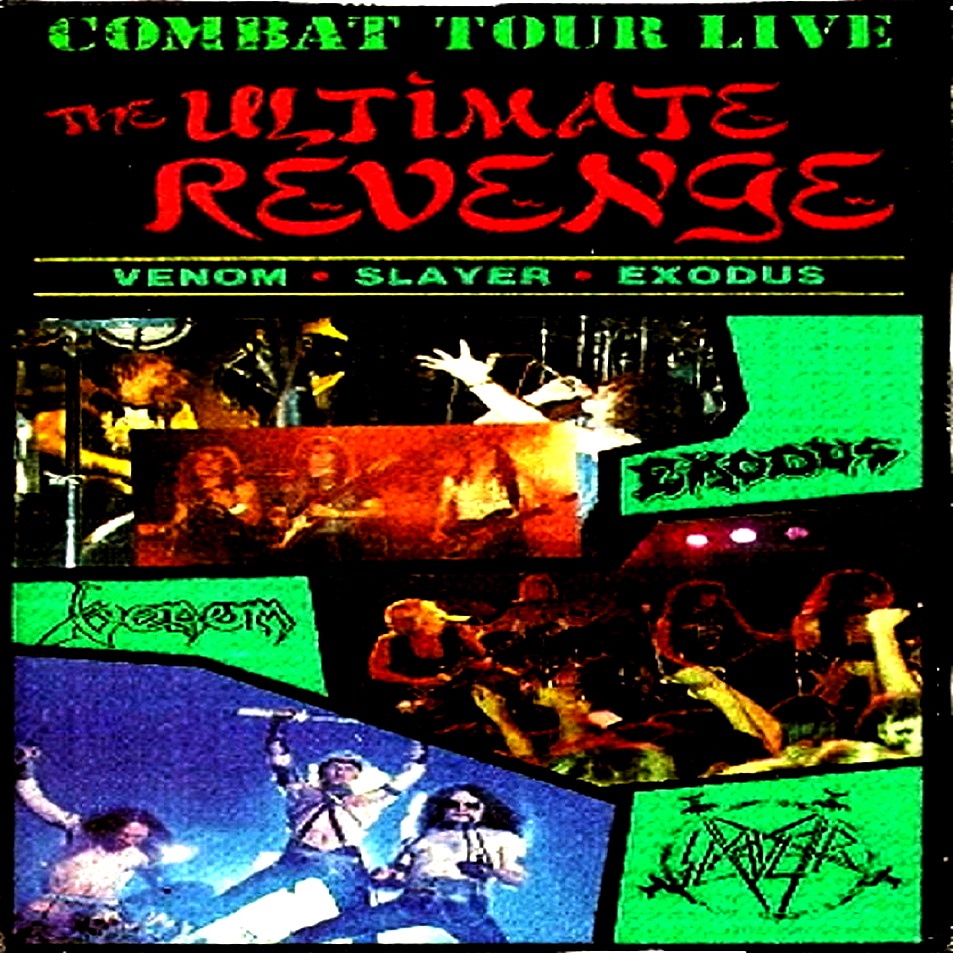 COMBAT TOUR LIVE
THE ULTIMATE
REVENGE
VENOM • SLAYER • EXODUS
EXODUS
VENOM
SLAYER